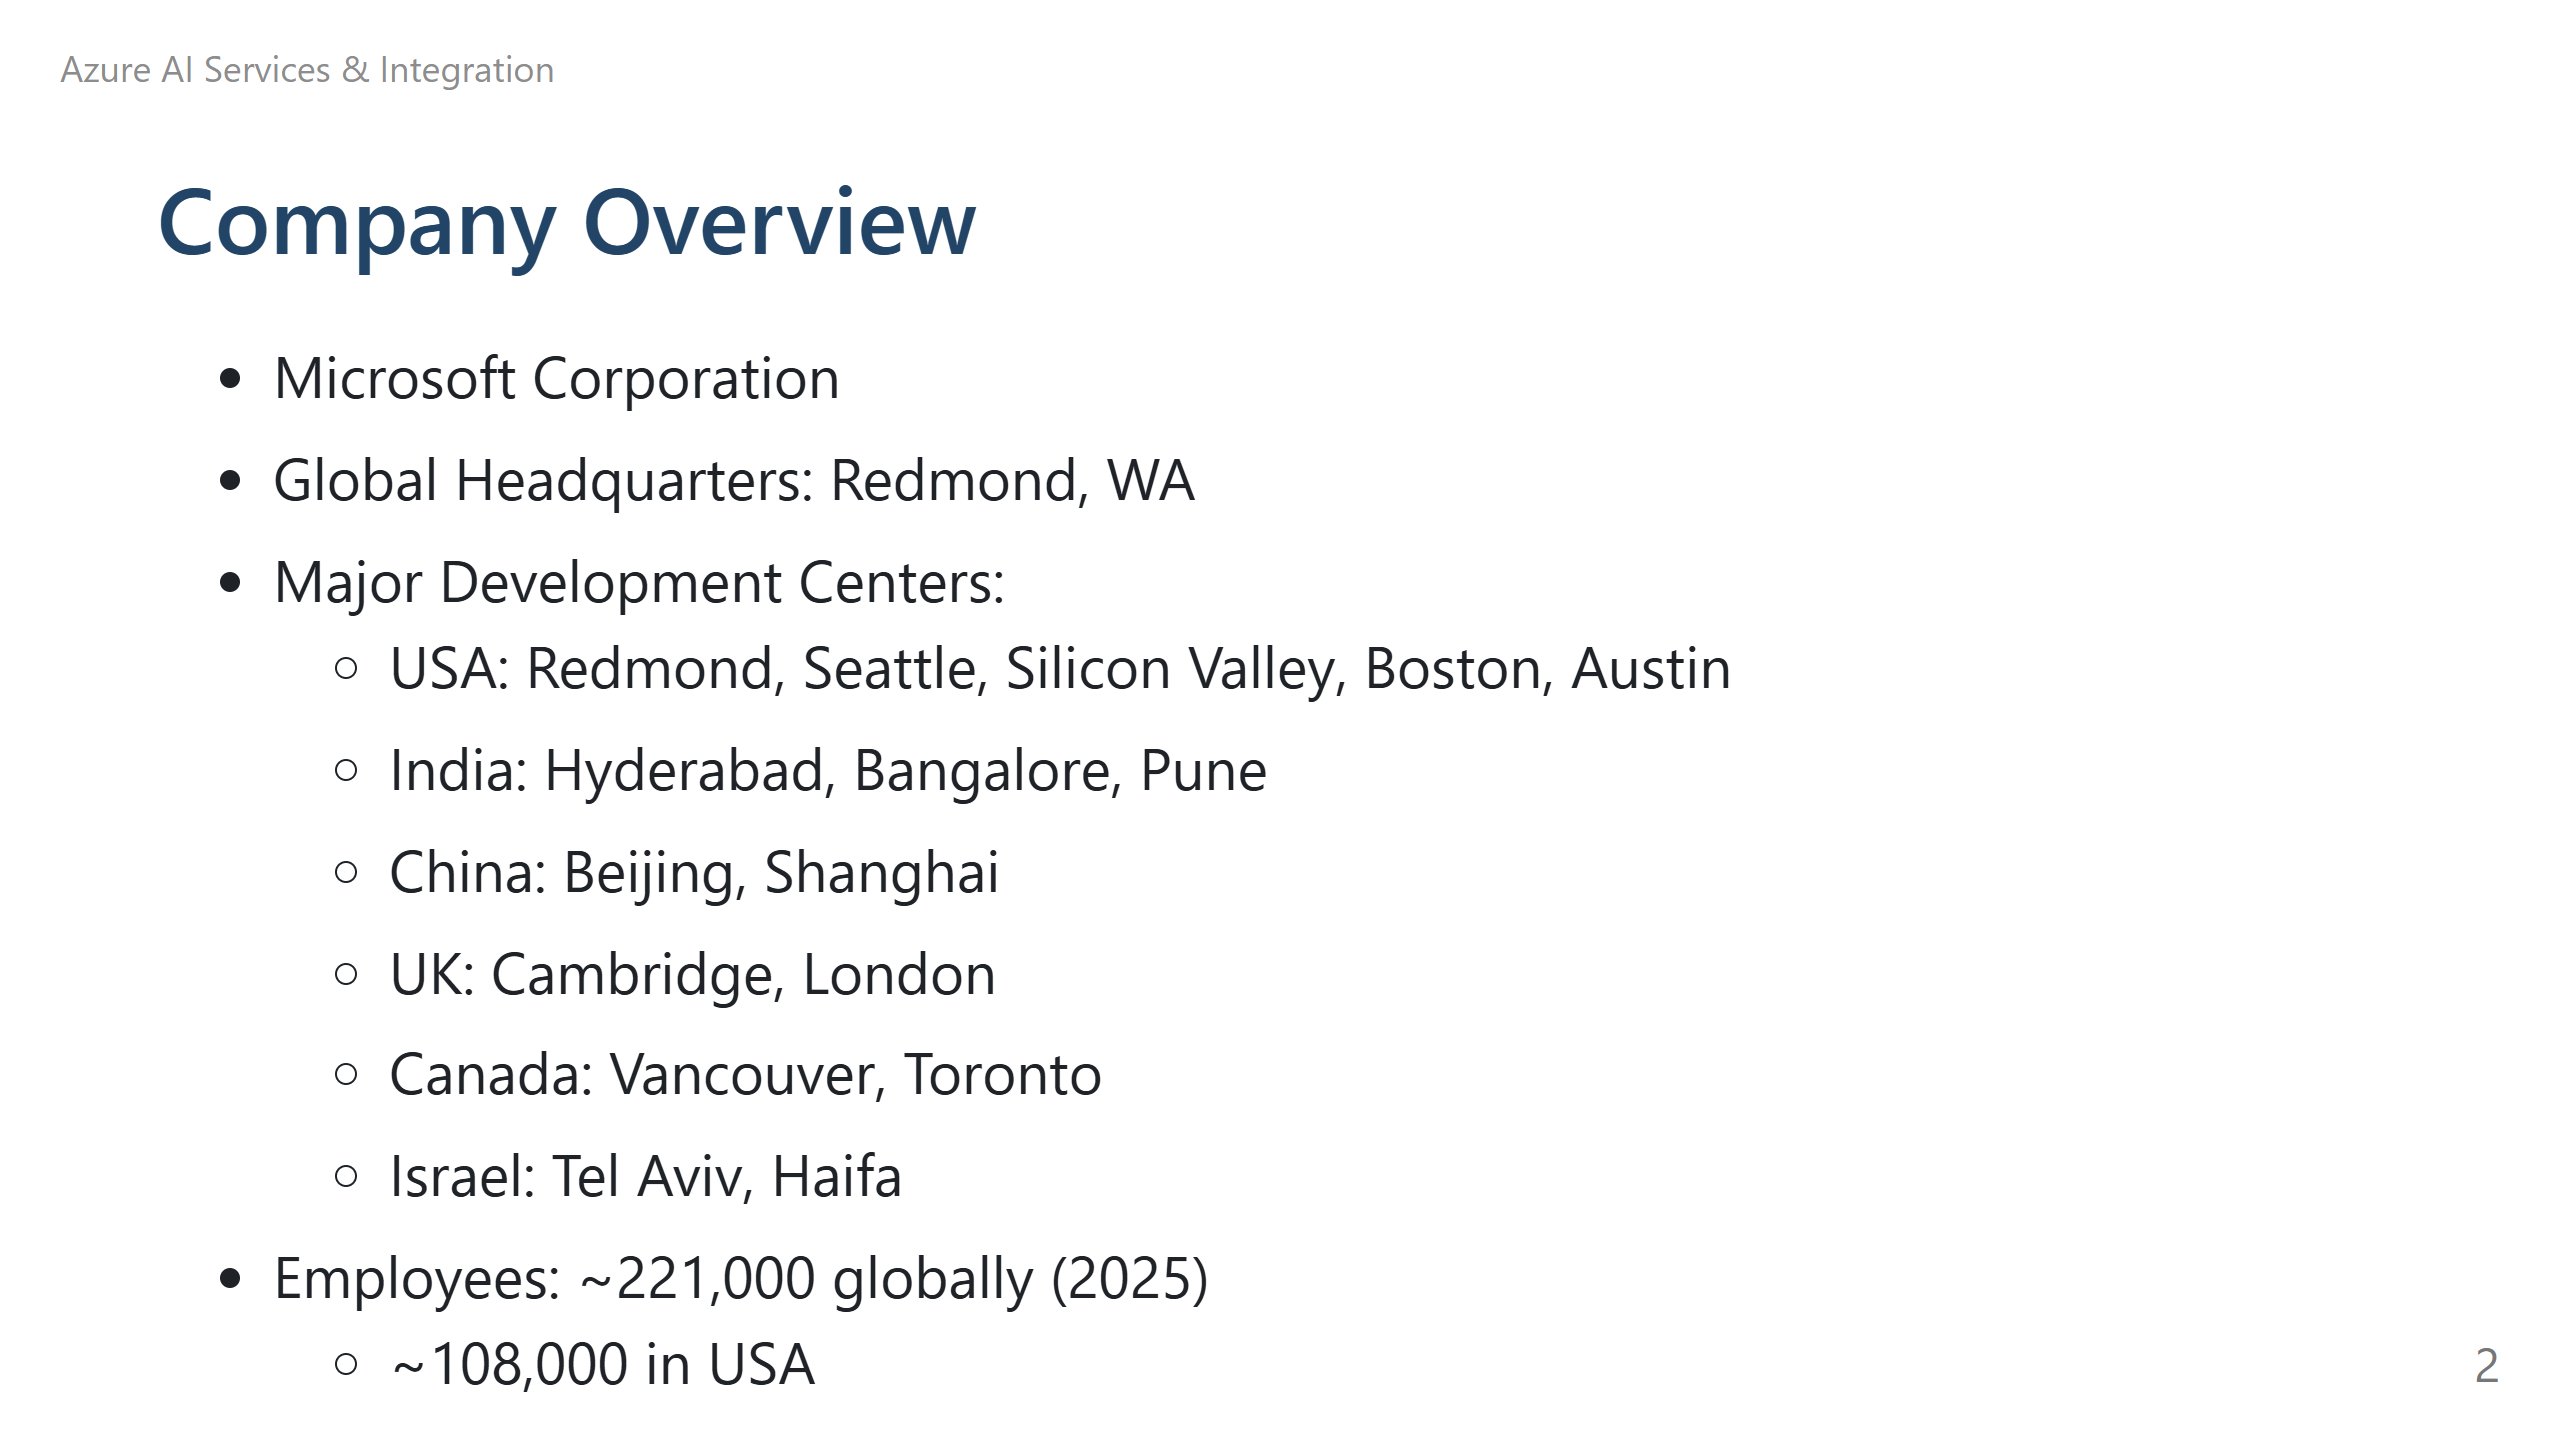 Azure AI Services & Integration
Company Overview
• Microsoft Corporation
• Global Headquarters: Redmond, WA
• Major Development Centers:
○ USA: Redmond, Seattle, Silicon Valley, Boston, Austin
○ India: Hyderabad, Bangalore, Pune
○ China: Beijing, Shanghai
○ UK: Cambridge, London
○ Canada: Vancouver, Toronto
○ Israel: Tel Aviv, Haifa
• Employees: ~221,000 globally (2025)
○ ~108,000 in USA
2